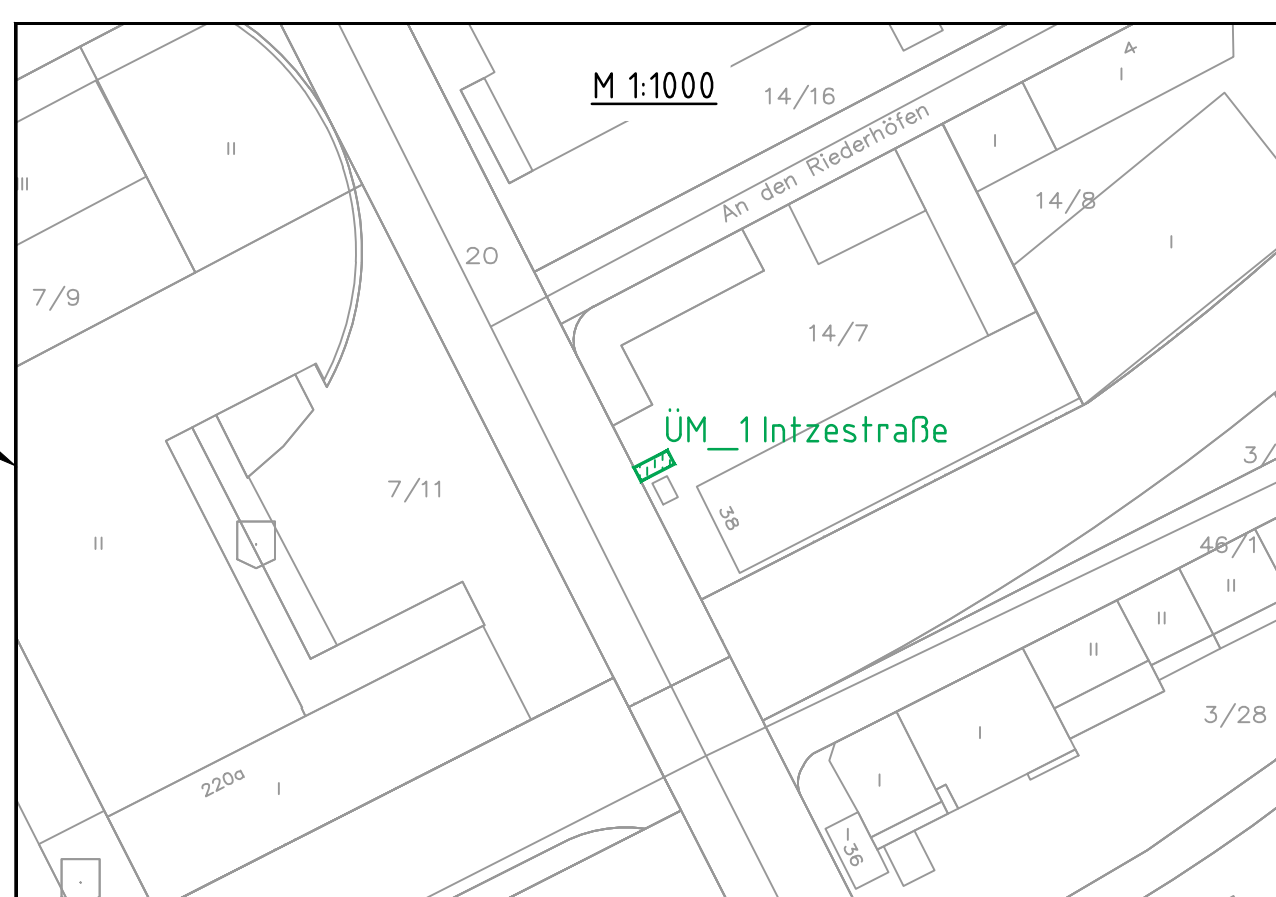 M 1:1000
14/16
4
I
II
An den Riederhöfen
I
III
14/8
20
I
7/9
14/7
ÜM_1 Intzestraße
3/
7/11
38
II
46/1
II
II
II
3/28
I
220a
I
I
-36